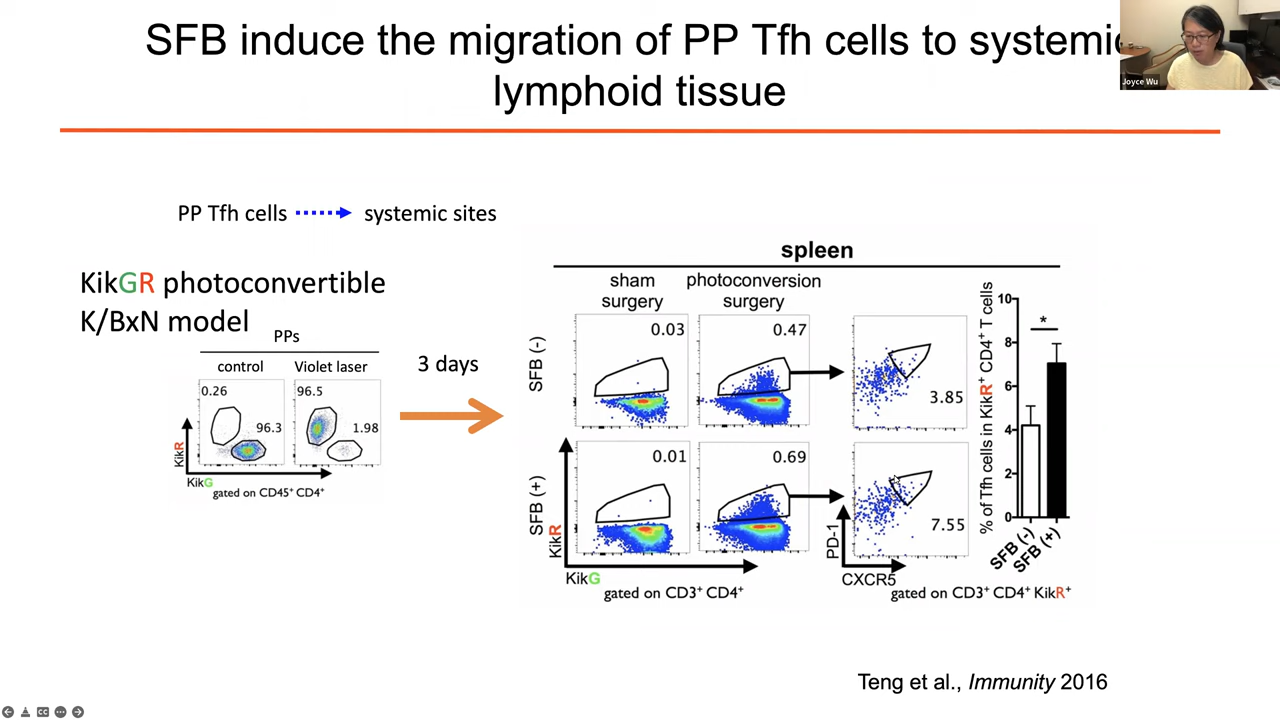 SFB induce the migration of PP Tfh cells to systemic
lymphoid tissue
Joyce Wu
PP Tfh cells
systemic sites
KikGR photoconvertible
K/BxN model
PPs
control
Violet laser
0.26
96.3
96.5
1.98
KikR
KikG
gated on CD45⁺ CD4⁺
3 days
spleen
sham
surgery
photoconversion
surgery
SFB (-)
0.03
0.47
3.85
SFB (+)
0.01
0.69
7.55
KikR
KikG
gated on CD3⁺ CD4⁺
PD-1
CXCR5
gated on CD3⁺ CD4⁺ KikR⁺
% of Tfh cells in KikR⁺ CD4⁺ T cells
10
8
6
4
2
0
*
SFB (-)
SFB (+)
Teng et al., Immunity 2016
CC